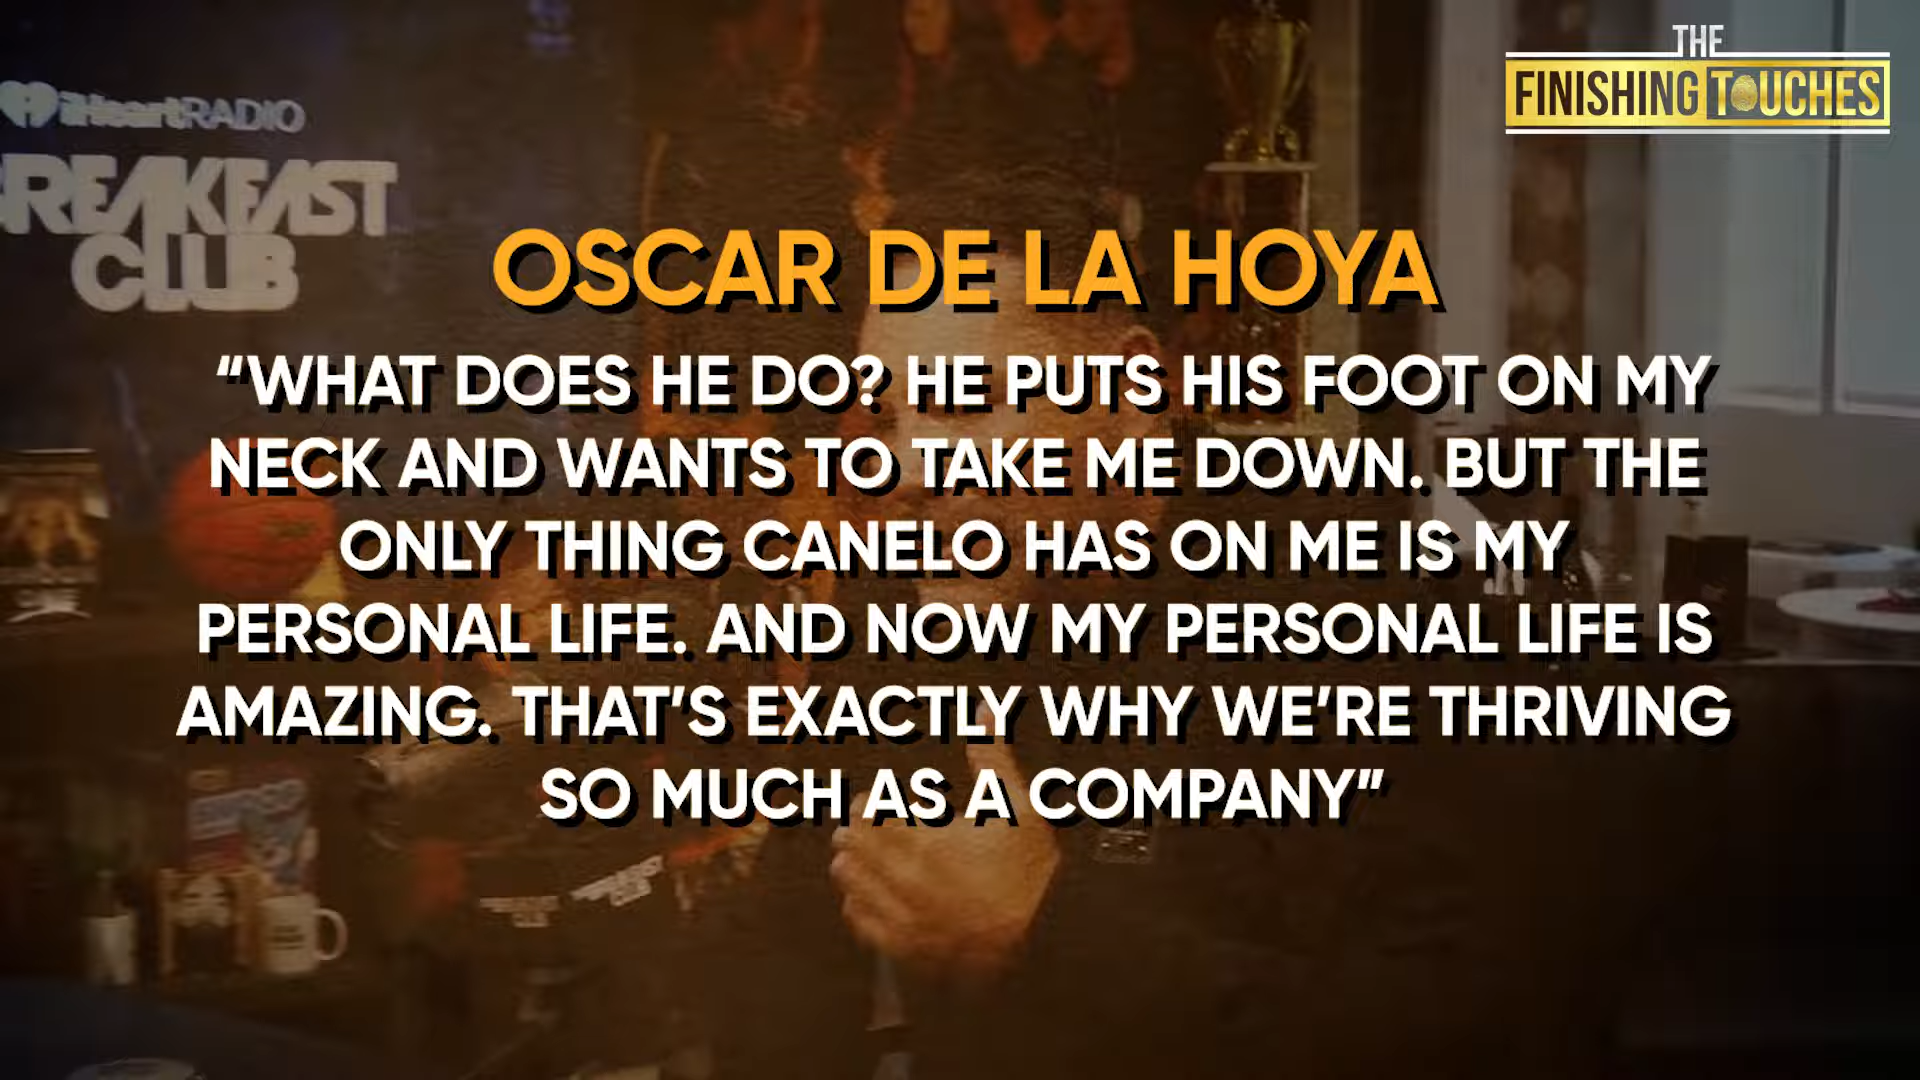 THE
FINISHING TOUCHES
iHeartRADIO
BREAKFAST
CLUB
OSCAR DE LA HOYA
“WHAT DOES HE DO? HE PUTS HIS FOOT ON MY
NECK AND WANTS TO TAKE ME DOWN. BUT THE
ONLY THING CANELO HAS ON ME IS MY
PERSONAL LIFE. AND NOW MY PERSONAL LIFE IS
AMAZING. THAT’S EXACTLY WHY WE’RE THRIVING
SO MUCH AS A COMPANY”